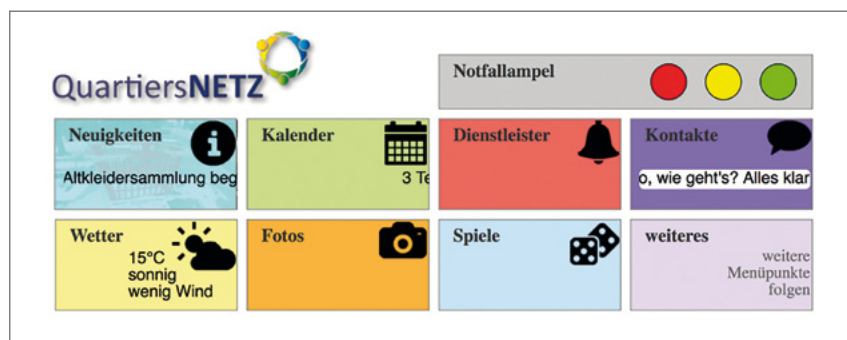 QuartiersNETZ
Notfallampel
Neuigkeiten
Altkleidersammlung beg
Kalender
3 Te
Dienstleister
Kontakte
o, wie geht's? Alles klar
Wetter
15°C
sonnig
wenig Wind
Fotos
Spiele
weiteres
weitere
Menüpunkte
folgen